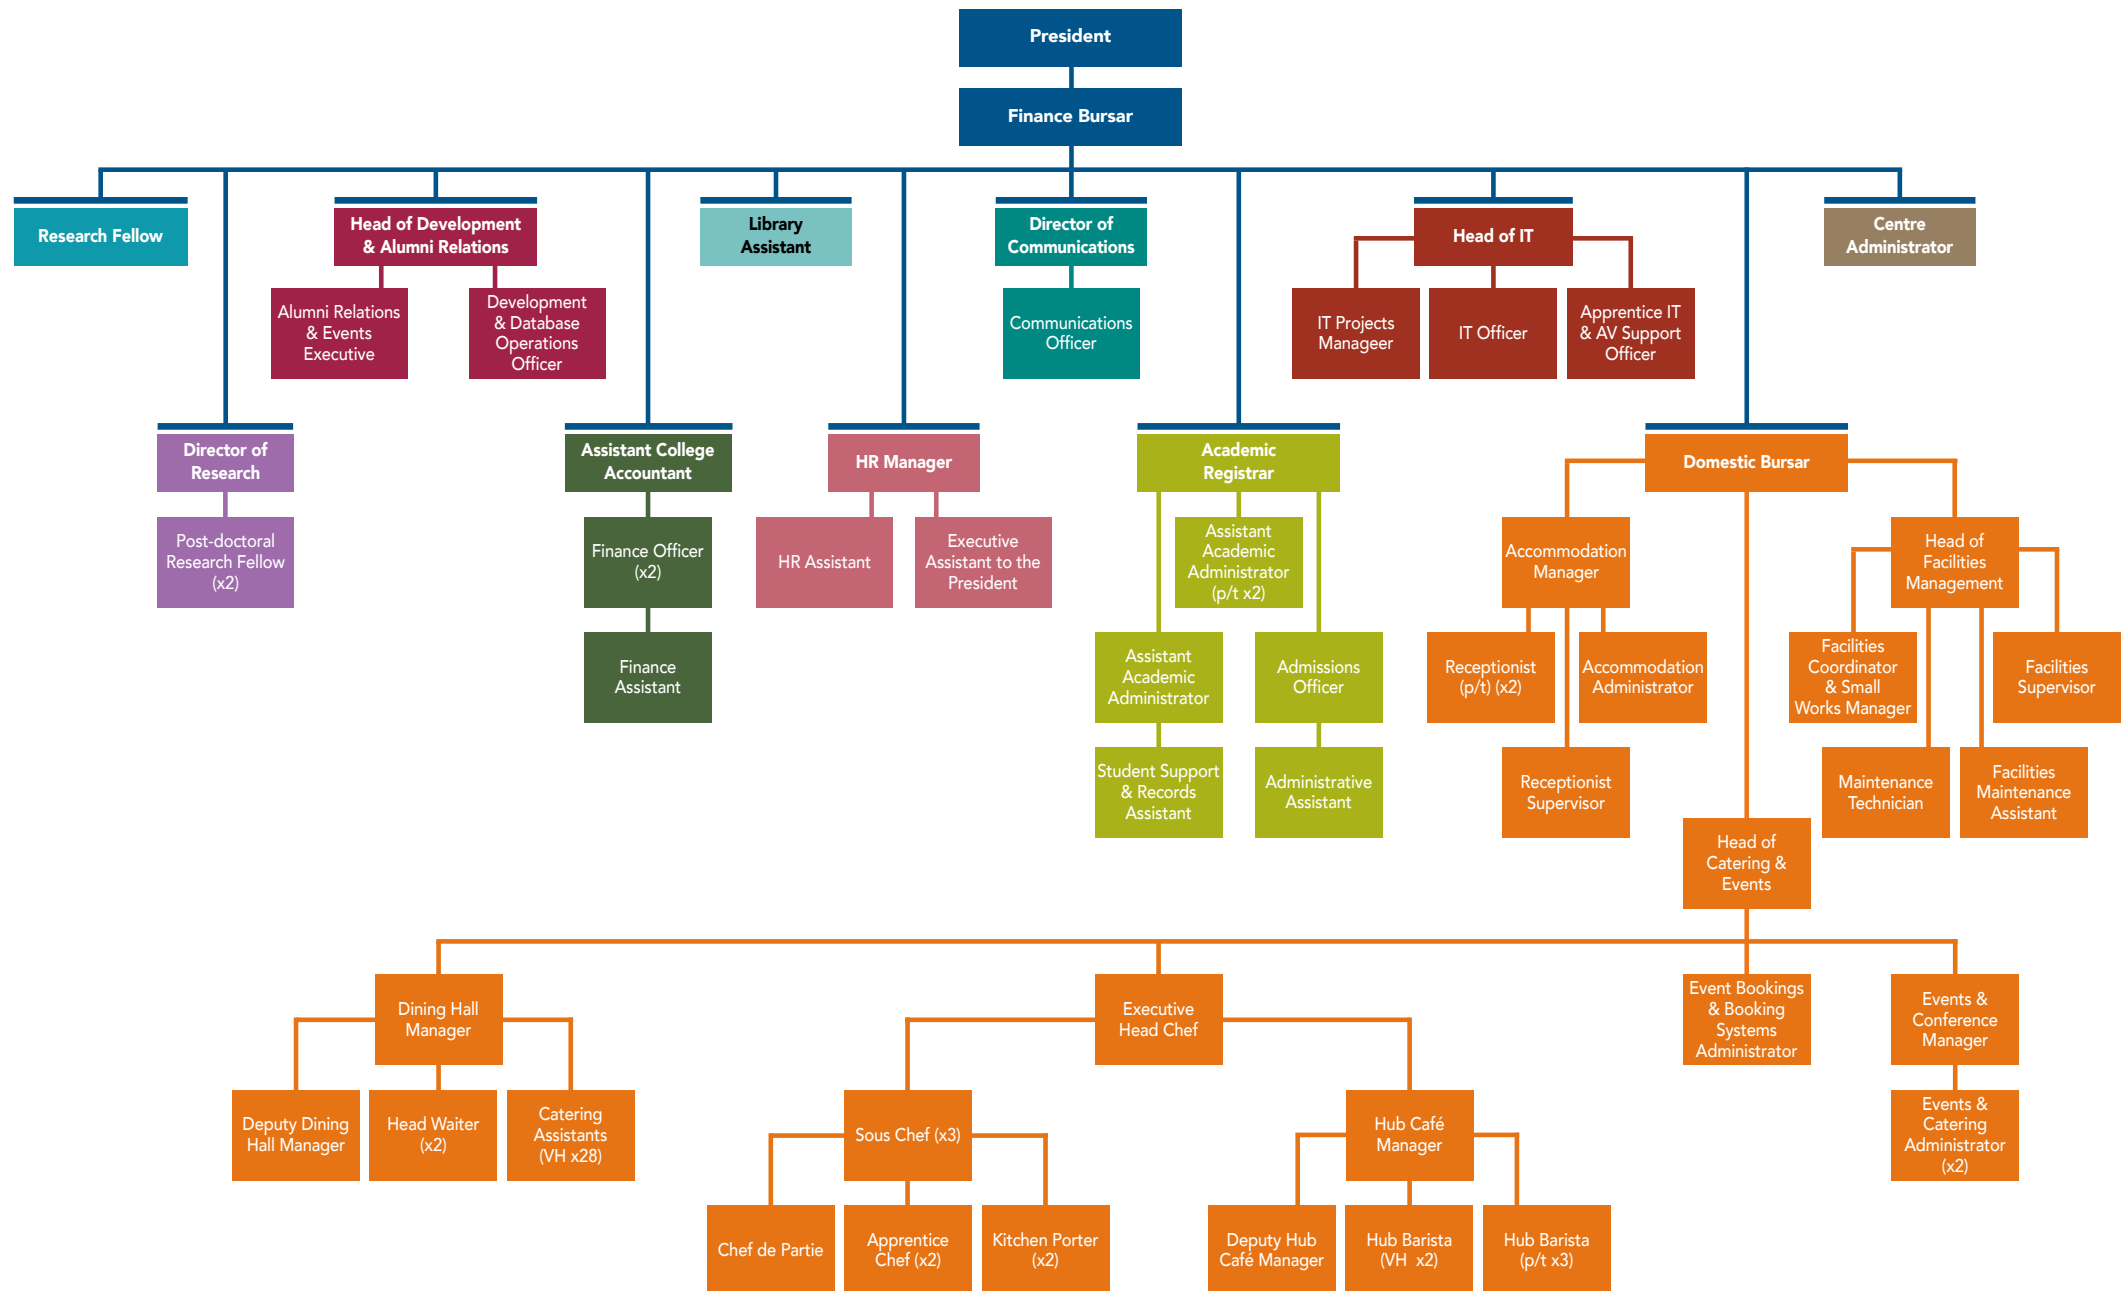 President
Finance Bursar
Research Fellow
Head of Development
& Alumni Relations
Library
Assistant
Director of
Communications
Head of IT
Centre
Administrator
Alumni Relations
& Events
Executive
Development
& Database
Operations
Officer
Communications
Officer
IT Projects
Manageer
IT Officer
Apprentice IT
& AV Support
Officer
Director of
Research
Assistant College
Accountant
HR Manager
Academic
Registrar
Domestic Bursar
Post-doctoral
Research Fellow
(x2)
Finance Officer
(x2)
HR Assistant
Executive
Assistant to the
President
Assistant
Academic
Administrator
(p/t x2)
Accommodation
Manager
Head of
Facilities
Management
Finance
Assistant
Assistant
Academic
Administrator
Admissions
Officer
Receptionist
(p/t) (x2)
Accommodation
Administrator
Facilities
Coordinator
& Small
Works Manager
Facilities
Supervisor
Student Support
& Records
Assistant
Administrative
Assistant
Receptionist
Supervisor
Maintenance
Technician
Facilities
Maintenance
Assistant
Head of
Catering &
Events
Dining Hall
Manager
Executive
Head Chef
Event Bookings
& Booking
Systems
Administrator
Events &
Conference
Manager
Deputy Dining
Hall Manager
Head Waiter
(x2)
Catering
Assistants
(VH x28)
Sous Chef (x3)
Hub Café
Manager
Events &
Catering
Administrator
(x2)
Chef de Partie
Apprentice
Chef (x2)
Kitchen Porter
(x2)
Deputy Hub
Café Manager
Hub Barista
(VH  x2)
Hub Barista
(p/t x3)